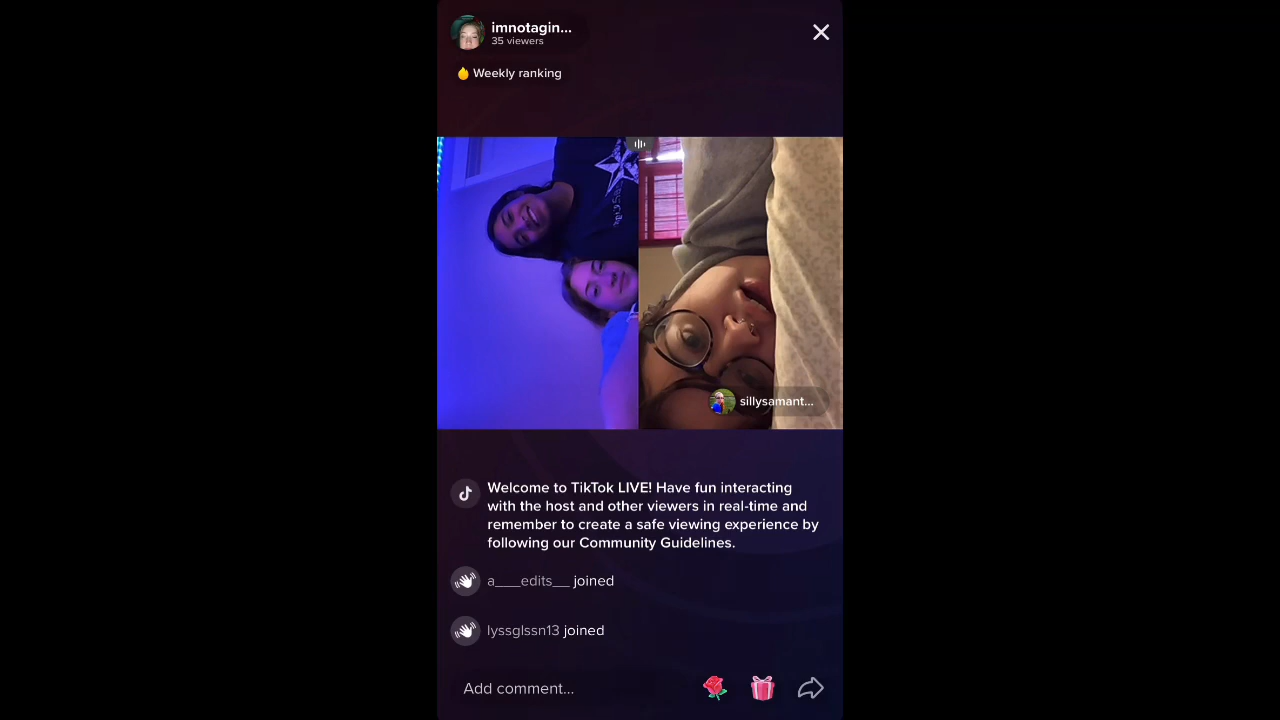 imnotagin...
35 viewers
Weekly ranking
sillysamant...
Welcome to TikTok LIVE! Have fun interacting
with the host and other viewers in real-time and
remember to create a safe viewing experience by
following our Community Guidelines.
a___edits__ joined
lyssglssn13 joined
Add comment...